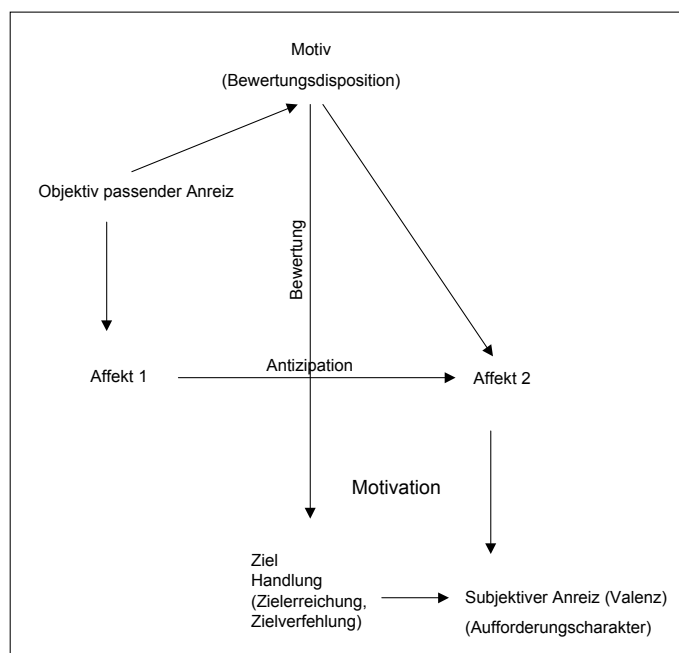 Motiv
(Bewertungsdisposition)
Objektiv passender Anreiz
Bewertung
Affekt 1
Antizipation
Affekt 2
Motivation
Ziel
Handlung
(Zielerreichung,
Zielverfehlung)
Subjektiver Anreiz (Valenz)
(Aufforderungscharakter)